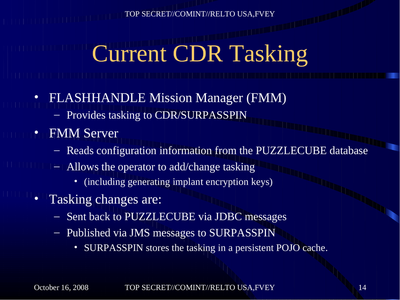 TOP SECRET//COMINT//RELTO USA,FVEY
Current CDR Tasking
• FLASHHANDLE Mission Manager (FMM)
– Provides tasking to CDR/SURPASSPIN
• FMM Server
– Reads configuration information from the PUZZLECUBE database
– Allows the operator to add/change tasking
• (including generating implant encryption keys)
• Tasking changes are:
– Sent back to PUZZLECUBE via JDBC messages
– Published via JMS messages to SURPASSPIN
• SURPASSPIN stores the tasking in a persistent POJO cache.
October 16, 2008 TOP SECRET//COMINT//RELTO USA,FVEY 14